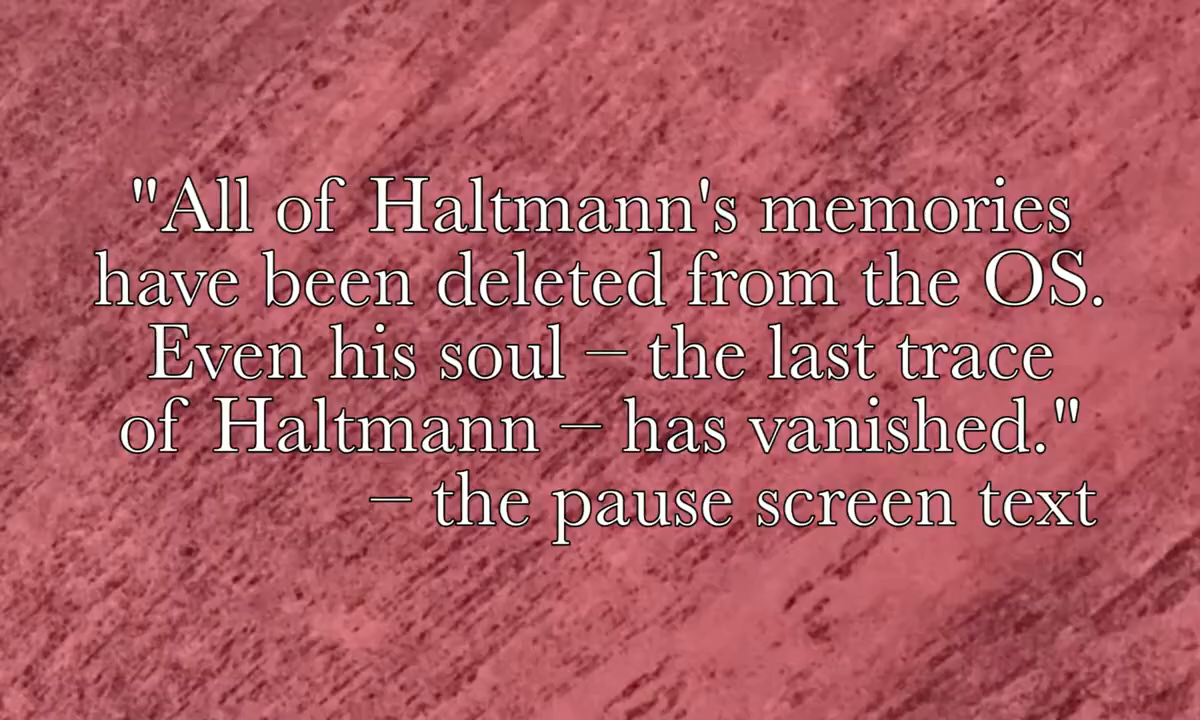 "All of Haltmann's memories
have been deleted from the OS.
Even his soul – the last trace
of Haltmann – has vanished."
– the pause screen text